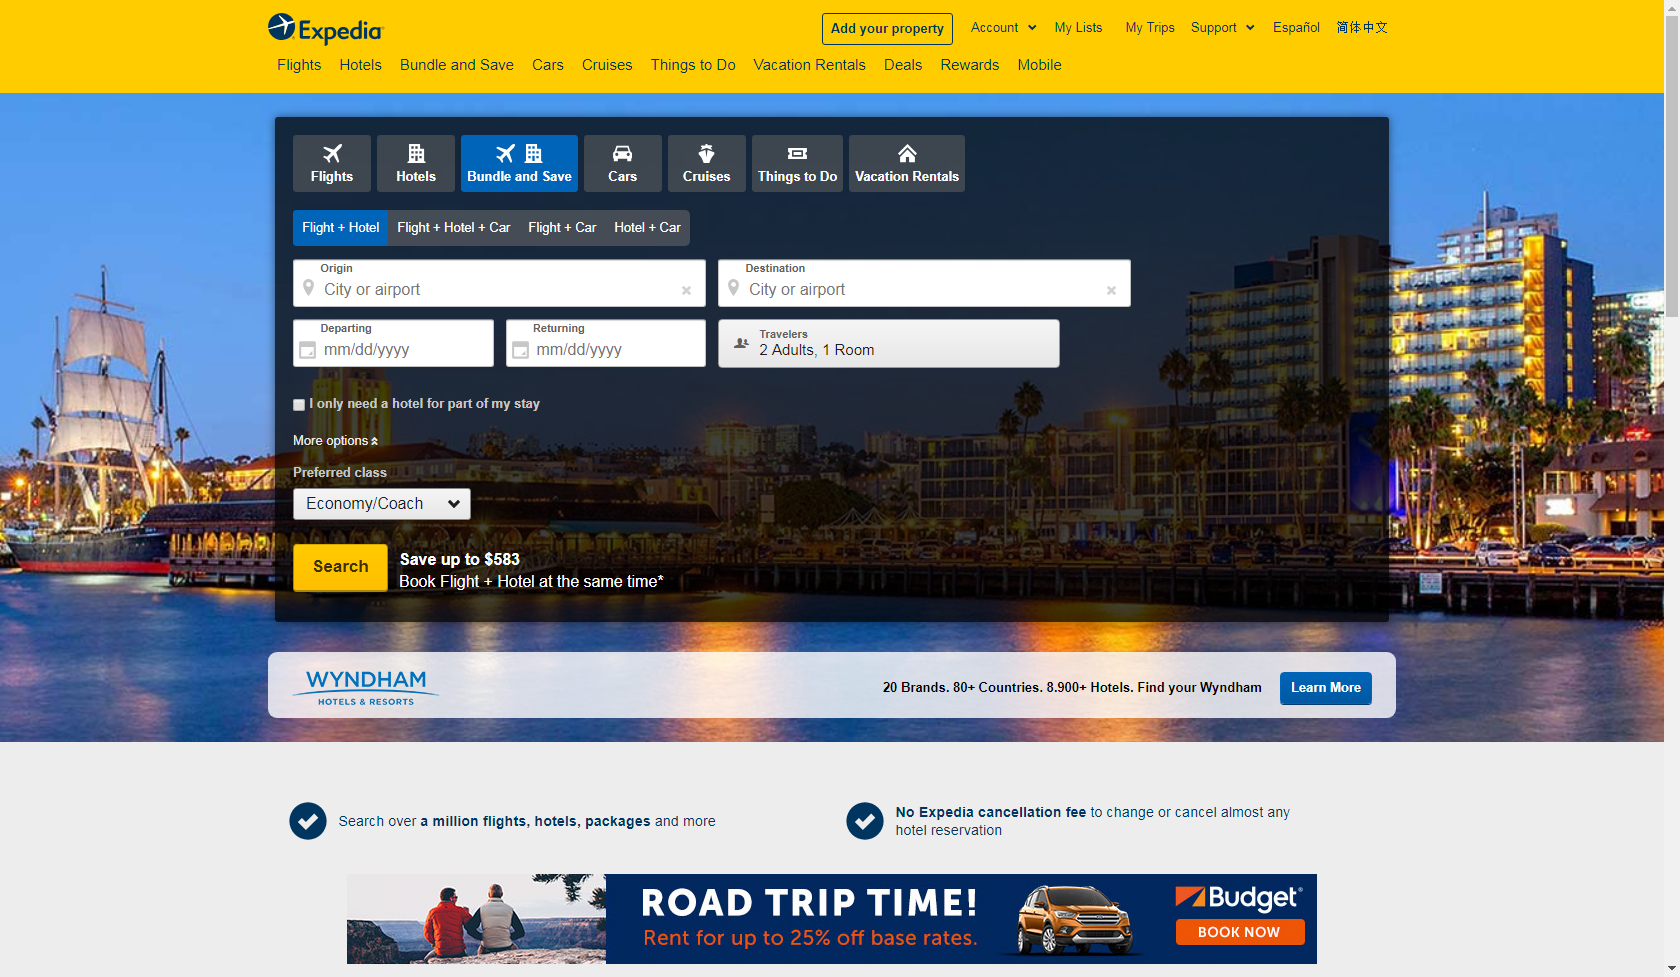 Expedia
Add your property
Account
My Lists
My Trips
Support
Español
简体中文
Flights
Hotels
Bundle and Save
Cars
Cruises
Things to Do
Vacation Rentals
Deals
Rewards
Mobile
Flights
Hotels
Bundle and Save
Cars
Cruises
Things to Do
Vacation Rentals
Flight + Hotel
Flight + Hotel + Car
Flight + Car
Hotel + Car
Origin
City or airport
Destination
City or airport
Departing
mm/dd/yyyy
Returning
mm/dd/yyyy
Travelers
2 Adults, 1 Room
I only need a hotel for part of my stay
More options
Preferred class
Economy/Coach
Search
Save up to $583
Book Flight + Hotel at the same time*
WYNDHAM
HOTELS & RESORTS
20 Brands. 80+ Countries. 8.900+ Hotels. Find your Wyndham
Learn More
Search over a million flights, hotels, packages and more
No Expedia cancellation fee to change or cancel almost any
hotel reservation
ROAD TRIP TIME!
Rent for up to 25% off base rates.
Budget®
BOOK NOW